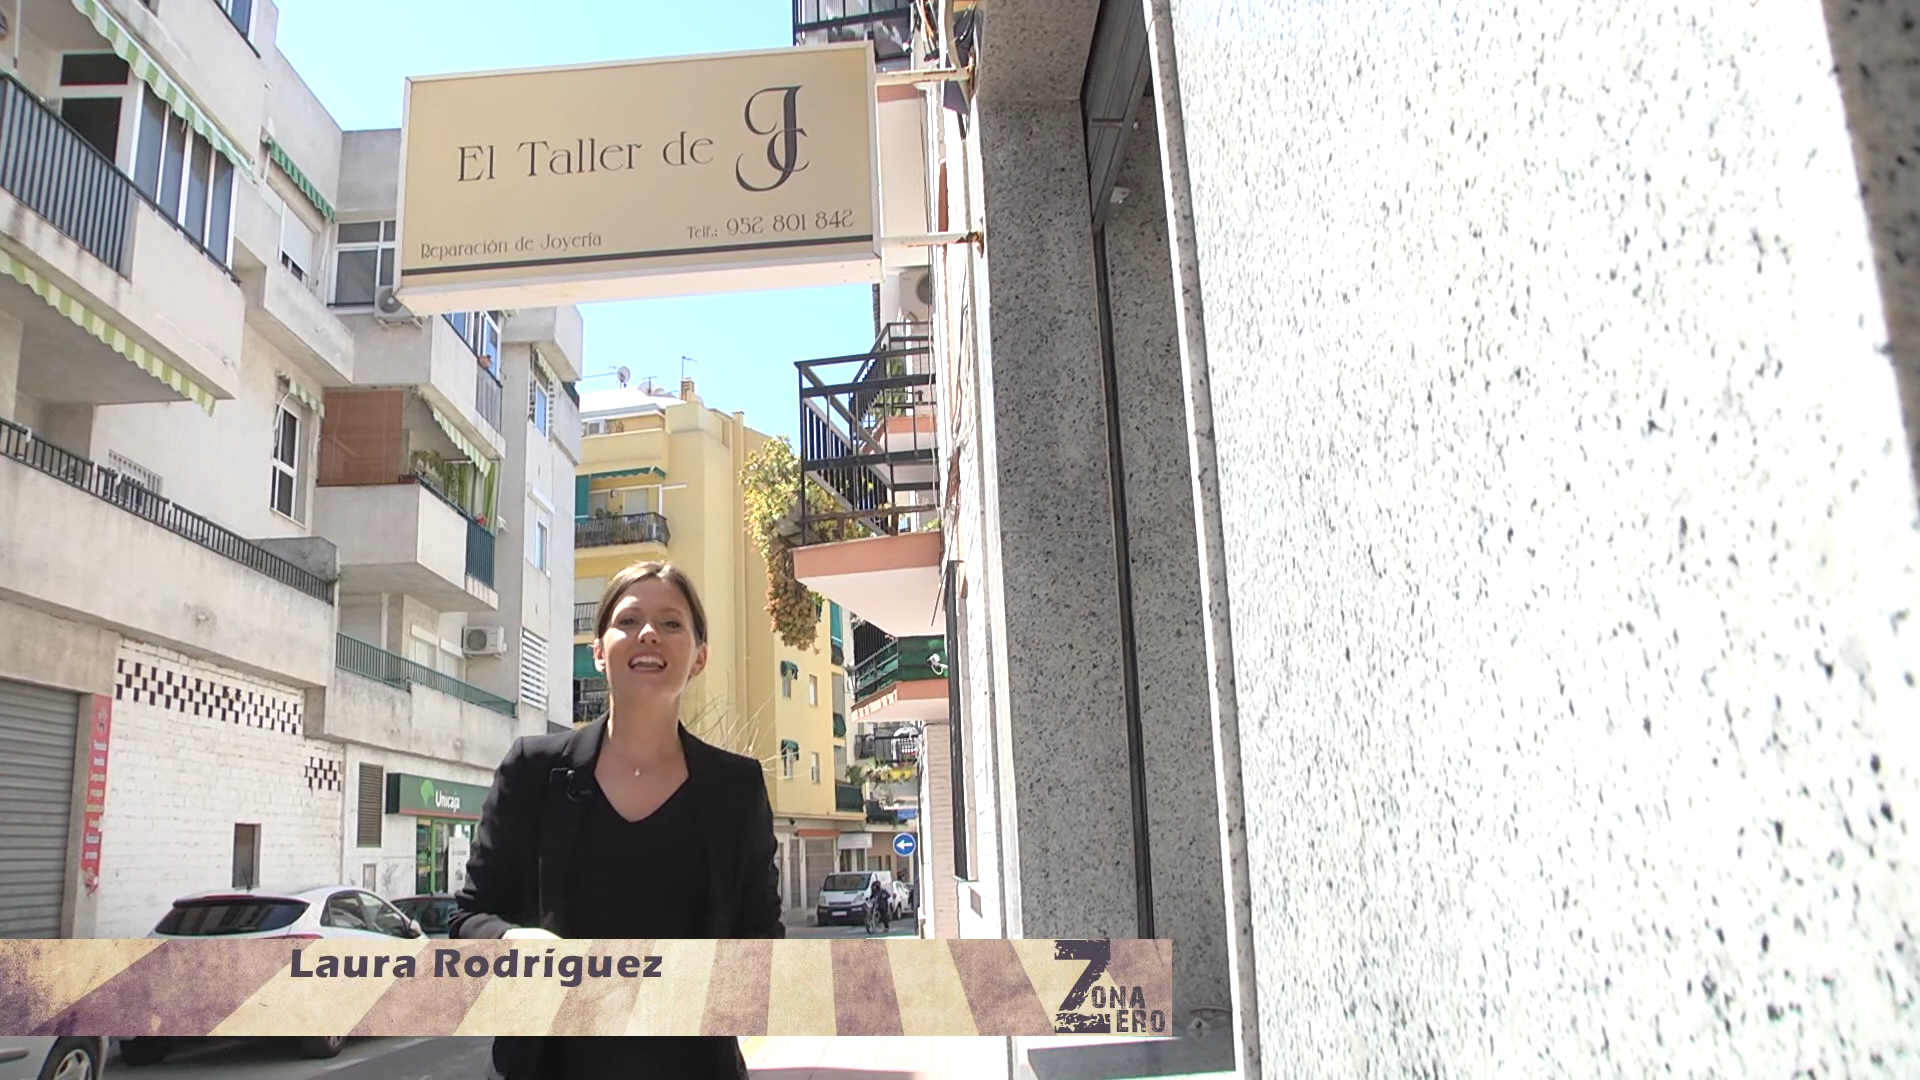 El Taller de JC
Reparación de Joyería
Telf.: 952 801 842
Unicaja
Laura Rodríguez
ZONA
ZERO